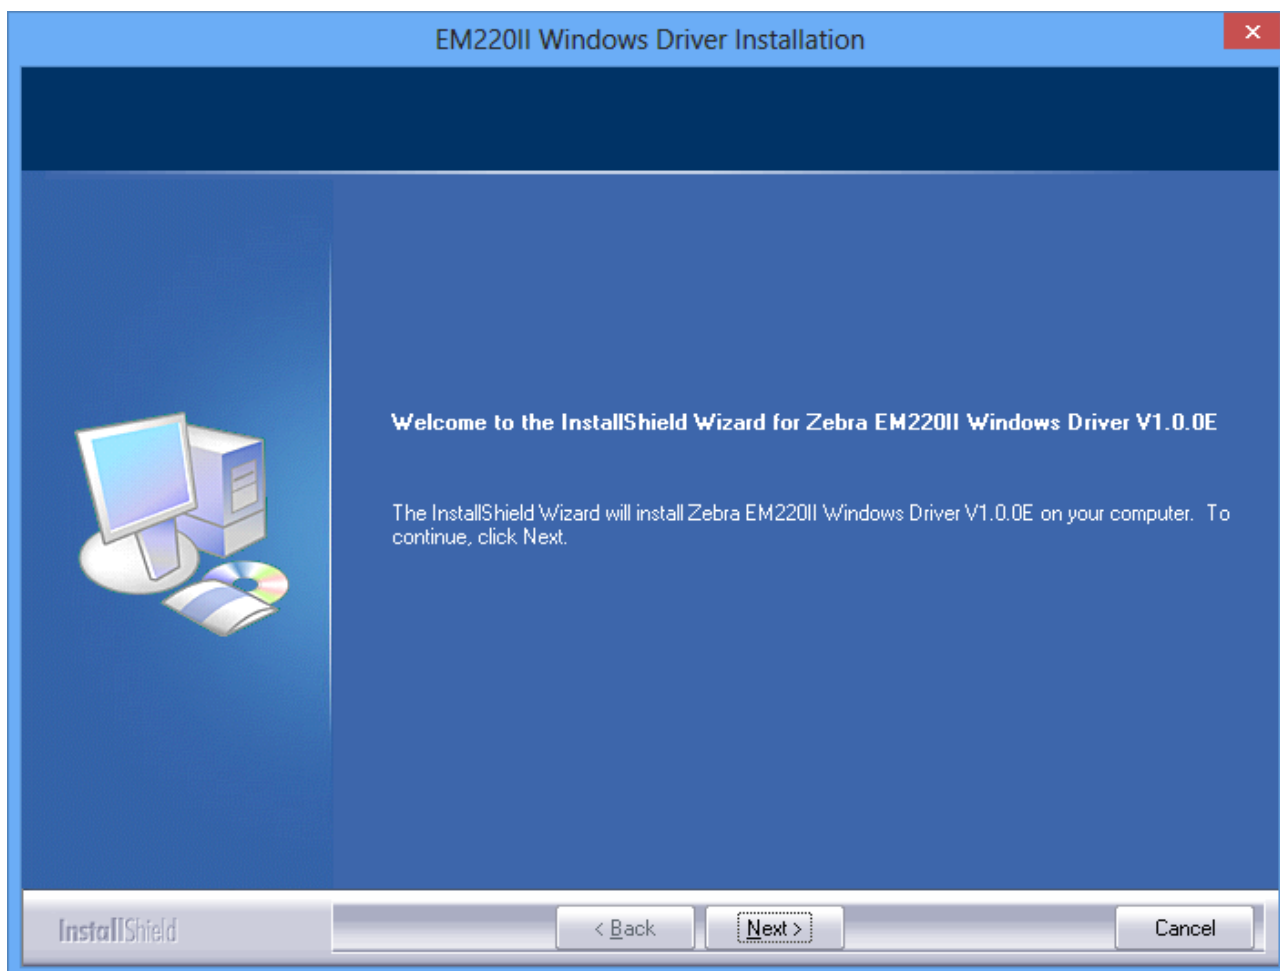 EM220II Windows Driver Installation
Welcome to the InstallShield Wizard for Zebra EM220II Windows Driver V1.0.0E
The InstallShield Wizard will install Zebra EM220II Windows Driver V1.0.0E on your computer.  To
continue, click Next.
InstallShield
< Back
Next >
Cancel